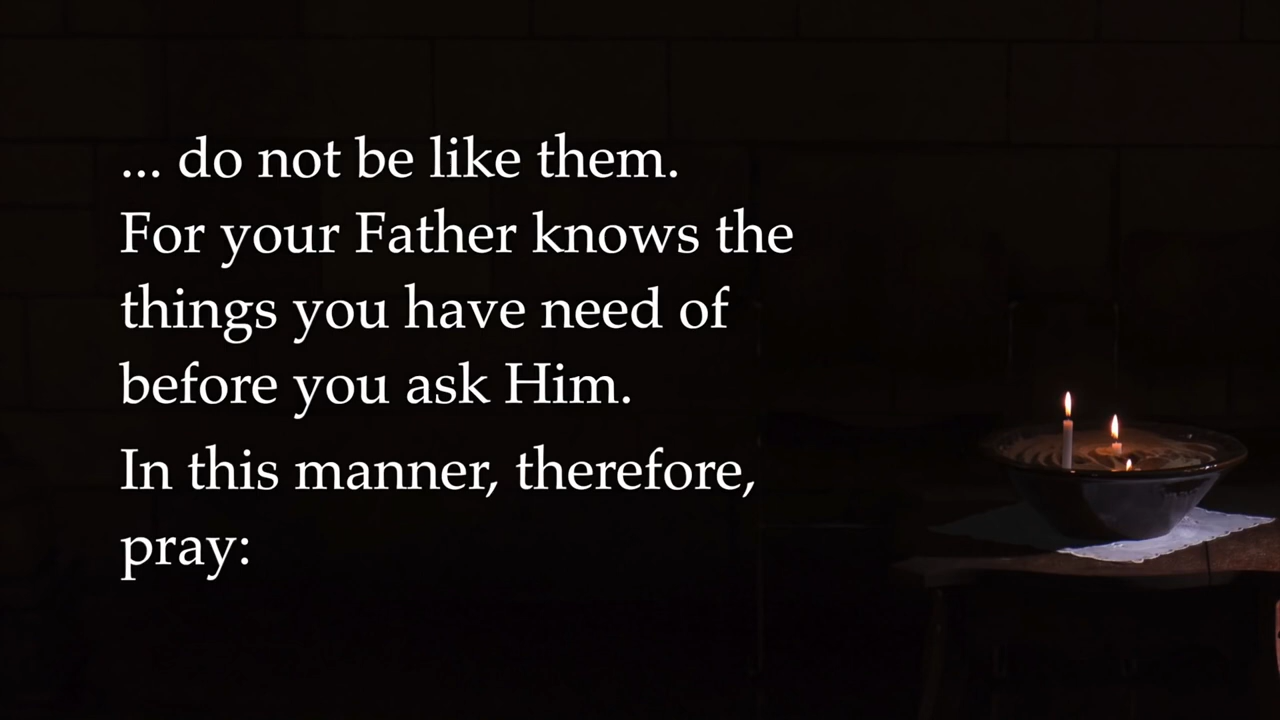 ... do not be like them.
For your Father knows the
things you have need of
before you ask Him.
In this manner, therefore,
pray: